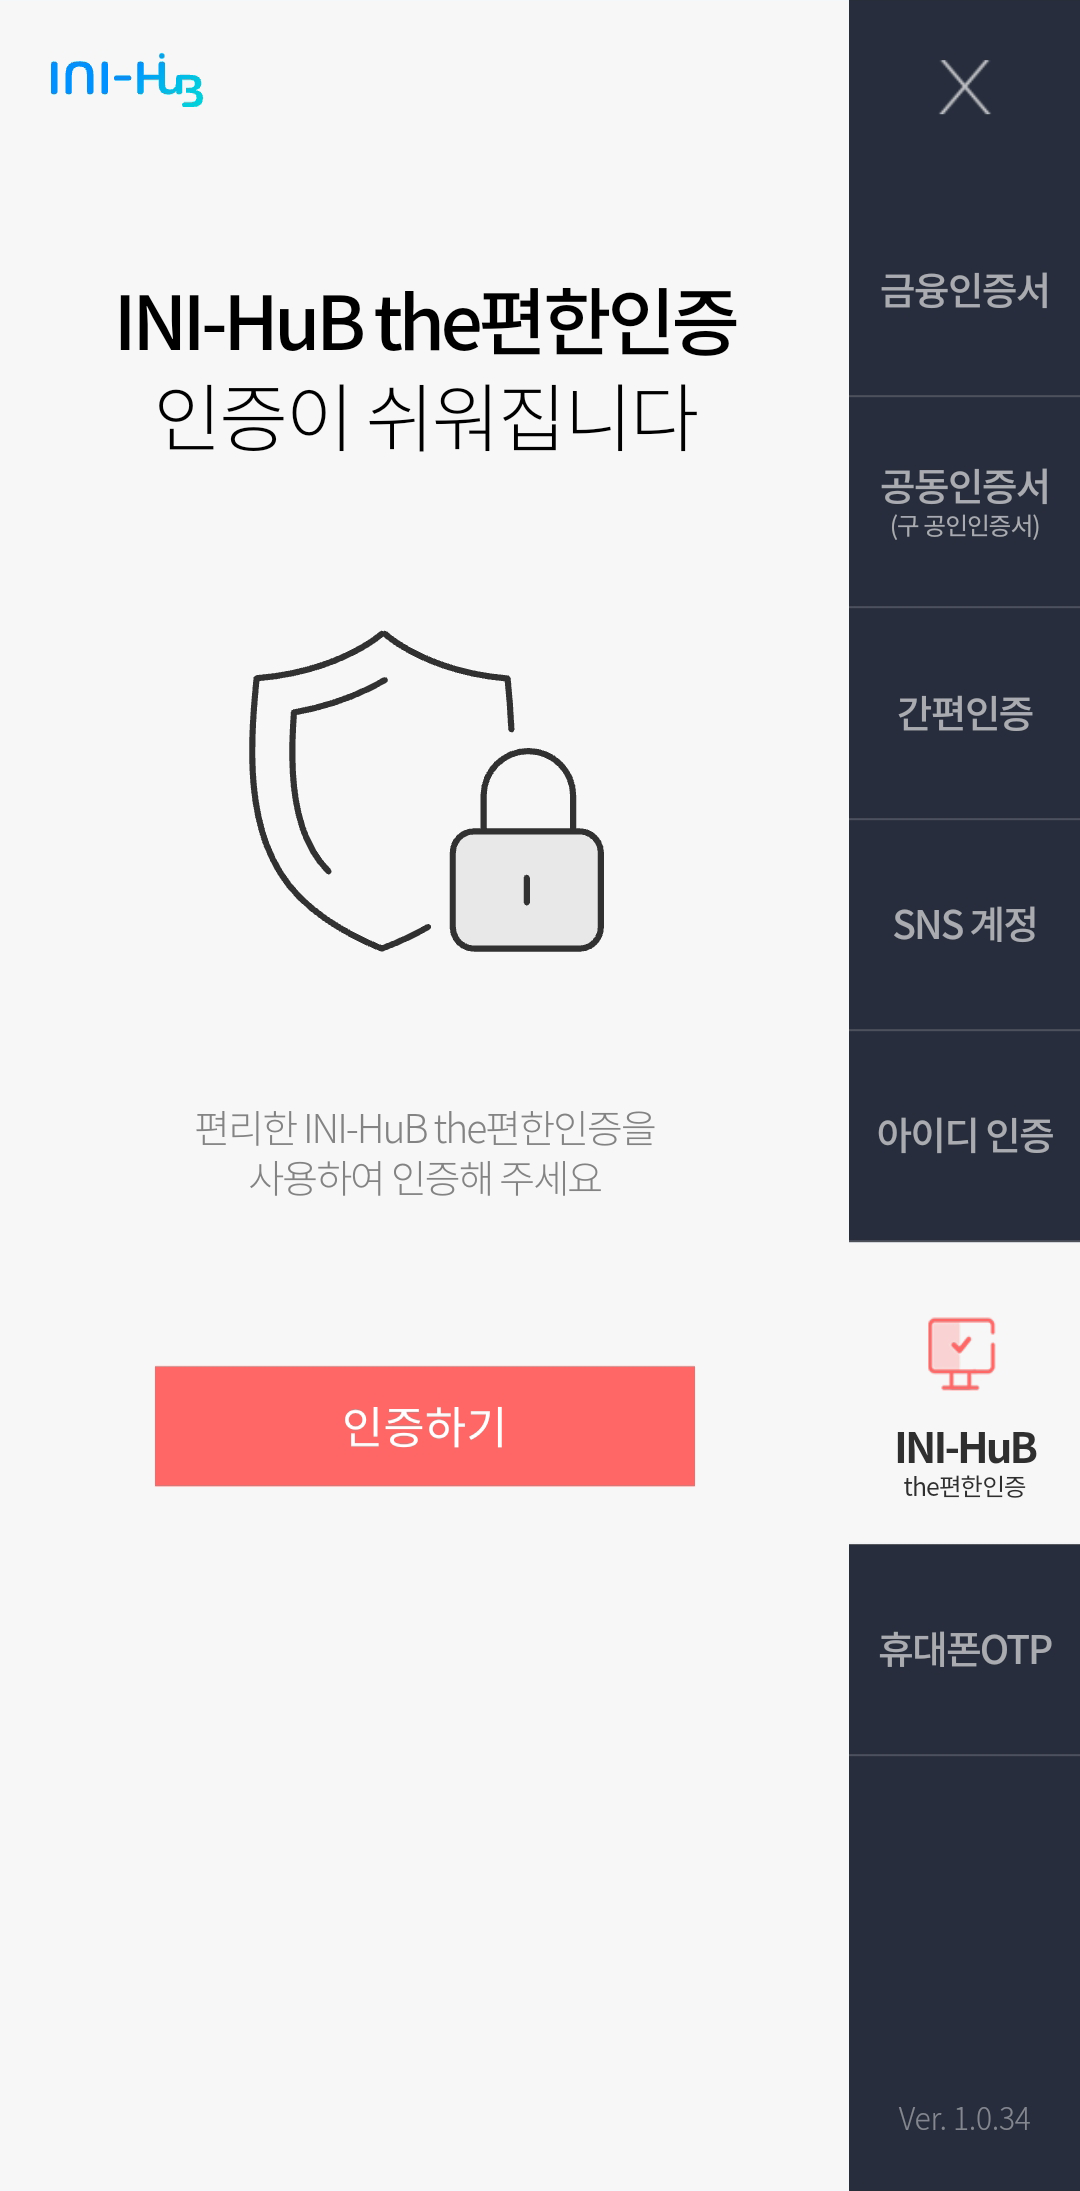 INI-HuB
INI-HuB the편한인증
인증이 쉬워집니다
편리한 INI-HuB the편한인증을
사용하여 인증해 주세요
인증하기
금융인증서
공동인증서
(구 공인인증서)
간편인증
SNS 계정
아이디 인증
INI-HuB
the편한인증
휴대폰OTP
Ver. 1.0.34